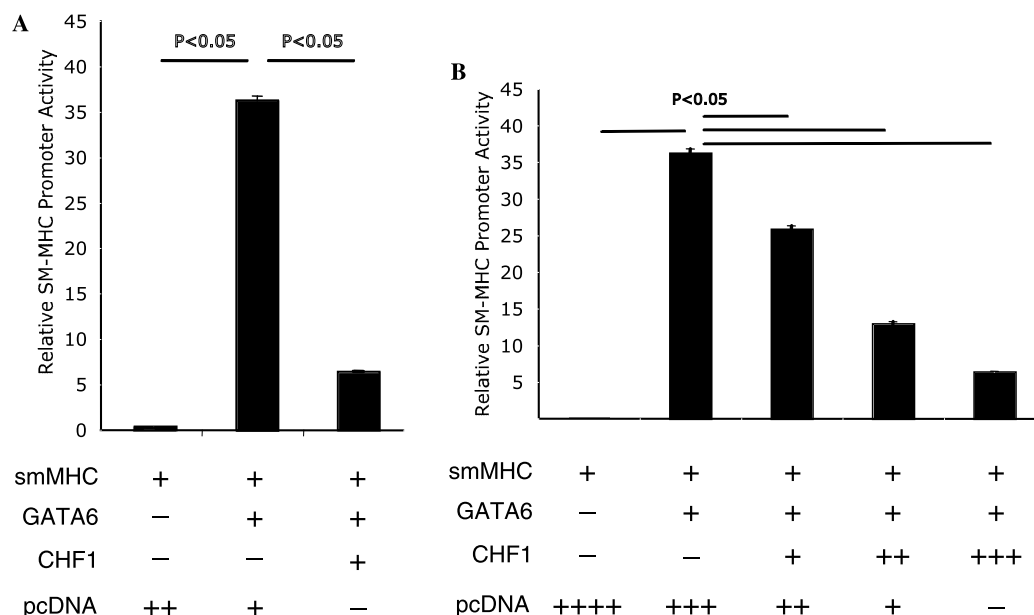 A
Relative SM-MHC Promoter Activity
45
40
35
30
25
20
15
10
5
0
P<0.05 P<0.05
smMHC + + +
GATA6 – + +
CHF1 – – +
pcDNA ++ + –
B
Relative SM-MHC Promoter Activity
45
40
35
30
25
20
15
10
5
P<0.05
smMHC + + + + +
GATA6 – + + + +
CHF1 – – + ++ +++
pcDNA ++++ +++ ++ + –